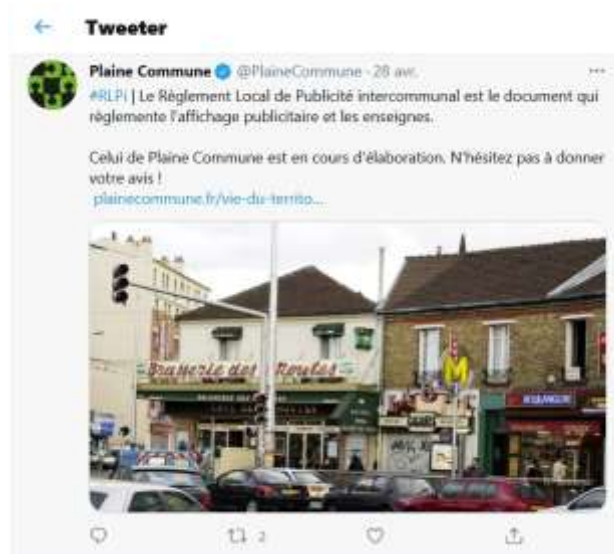 Tweeter
Plaine Commune @PlaineCommune · 28 avr.
#RLPi | Le Règlement Local de Publicité intercommunal est le document qui
règlemente l'affichage publicitaire et les enseignes.
Celui de Plaine Commune est en cours d'élaboration. N'hésitez pas à donner
votre avis !
plainecommune.fr/vie-du-territo...
Brasserie des Routes
M
BOULANGERIE
2